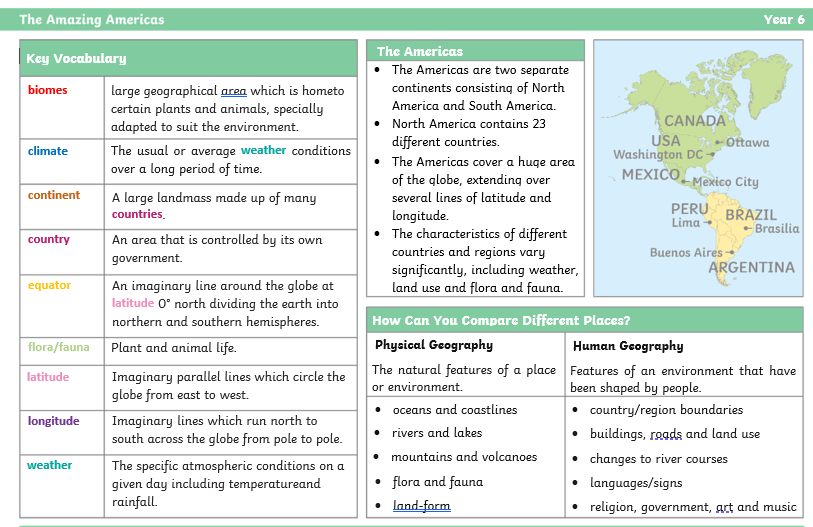 The Amazing Americas
Year 6
Key Vocabulary
biomes
large geographical area which is hometo
certain plants and animals, specially
adapted to suit the environment.
climate
The usual or average weather conditions
over a long period of time.
continent
A large landmass made up of many
countries.
country
An area that is controlled by its own
government.
equator
An imaginary line around the globe at
latitude 0° north dividing the earth into
northern and southern hemispheres.
flora/fauna
Plant and animal life.
latitude
Imaginary parallel lines which circle the
globe from east to west.
longitude
Imaginary lines which run north to
south across the globe from pole to pole.
weather
The specific atmospheric conditions on a
given day including temperatureand
rainfall.
The Americas
• The Americas are two separate
continents consisting of North
America and South America.
• North America contains 23
different countries.
• The Americas cover a huge area
of the globe, extending over
several lines of latitude and
longitude.
• The characteristics of different
countries and regions vary
significantly, including weather,
land use and flora and fauna.
CANADA
USA
Ottawa
Washington DC
MEXICO
Mexico City
PERU
BRAZIL
Lima
Brasilia
Buenos Aires
ARGENTINA
How Can You Compare Different Places?
Physical Geography
The natural features of a place
or environment.
• oceans and coastlines
• rivers and lakes
• mountains and volcanoes
• flora and fauna
• land-form
Human Geography
Features of an environment that have
been shaped by people.
• country/region boundaries
• buildings, roads and land use
• changes to river courses
• languages/signs
• religion, government, art and music